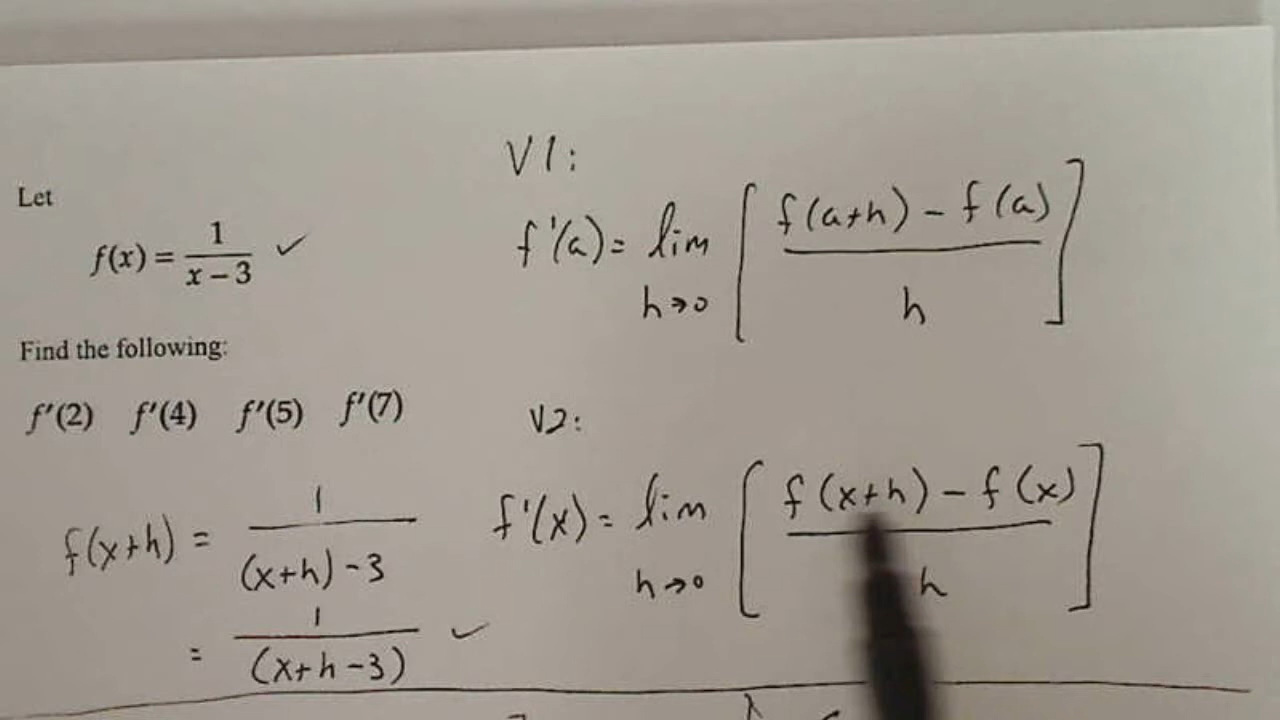 Let
f(x) = 1/(x – 3) ✓
Find the following:
f′(2) f′(4) f′(5) f′(7)
f(x+h) = 1/((x+h)-3)
= 1/(x+h-3) ✓
V1:
f'(a) = lim h→0 [ (f(a+h) - f(a))/h ]
V2:
f'(x) = lim h→0 [ (f(x+h) - f(x))/h ]